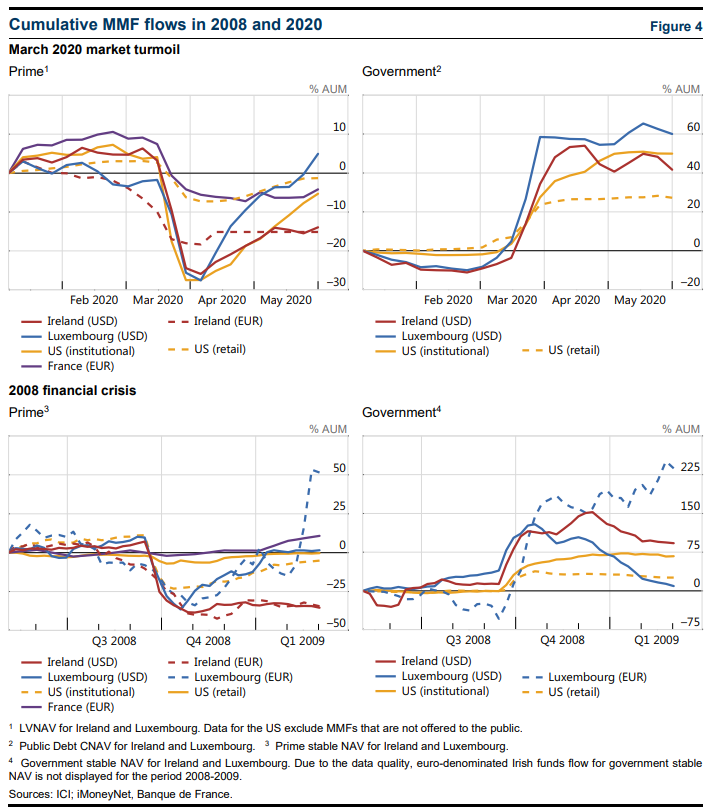 Cumulative MMF flows in 2008 and 2020 Figure 4
March 2020 market turmoil
Prime¹ Government²
% AUM % AUM
10
0
–10
–20
–30
60
40
20
0
–20
Feb 2020 Mar 2020 Apr 2020 May 2020
Feb 2020 Mar 2020 Apr 2020 May 2020
Ireland (USD) Ireland (EUR)
Luxembourg (USD)
US (institutional) US (retail)
France (EUR)
Ireland (USD)
Luxembourg (USD)
US (institutional) US (retail)
2008 financial crisis
Prime³ Government⁴
% AUM % AUM
50
25
0
–25
–50
225
150
75
0
–75
Q3 2008 Q4 2008 Q1 2009
Q3 2008 Q4 2008 Q1 2009
Ireland (USD) Ireland (EUR)
Luxembourg (USD) Luxembourg (EUR)
US (institutional) US (retail)
France (EUR)
Ireland (USD)
Luxembourg (USD) Luxembourg (EUR)
US (institutional) US (retail)
¹ LVNAV for Ireland and Luxembourg. Data for the US exclude MMFs that are not offered to the public.
² Public Debt CNAV for Ireland and Luxembourg. ³ Prime stable NAV for Ireland and Luxembourg.
⁴ Government stable NAV for Ireland and Luxembourg. Due to the data quality, euro-denominated Irish funds flow for government stable
NAV is not displayed for the period 2008-2009.
Sources: ICI; iMoneyNet, Banque de France.